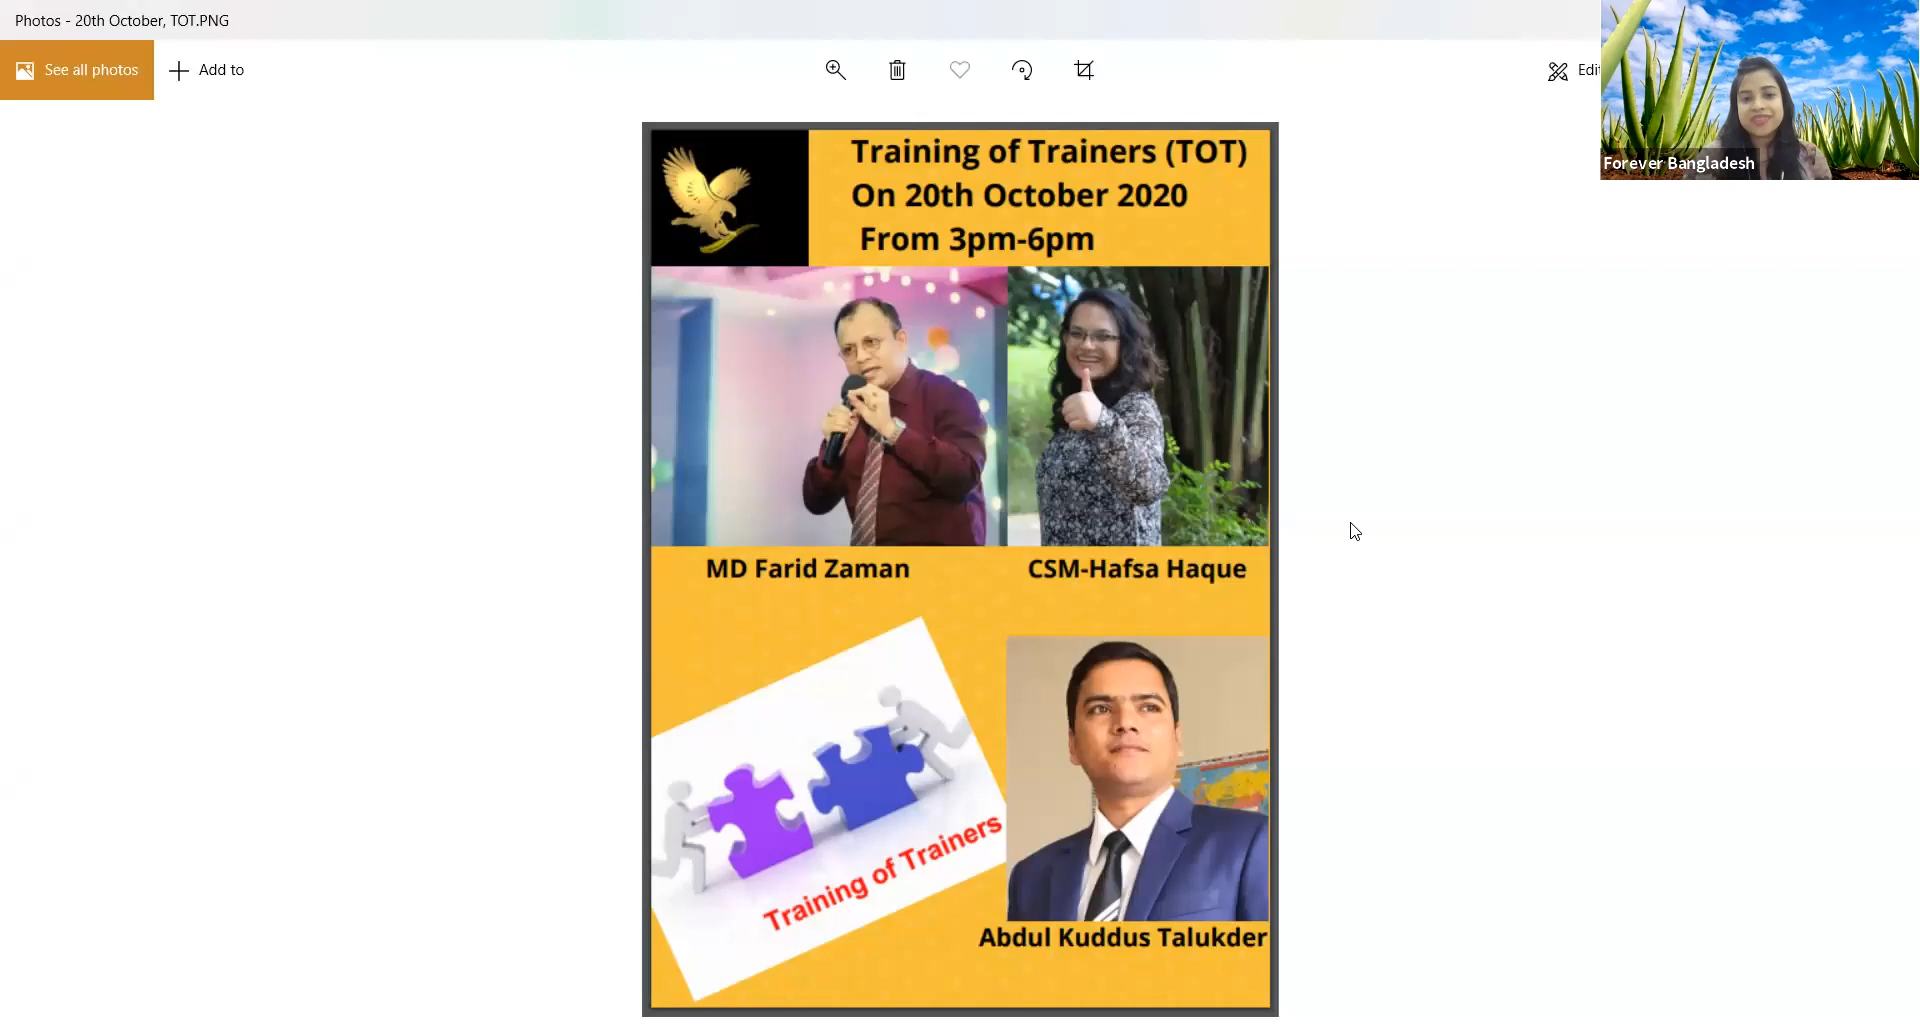 Photos - 20th October, TOT.PNG
See all photos
Add to
Forever Bangladesh
Training of Trainers (TOT)
On 20th October 2020
From 3pm-6pm
MD Farid Zaman
CSM-Hafsa Haque
Training of Trainers
Abdul Kuddus Talukder